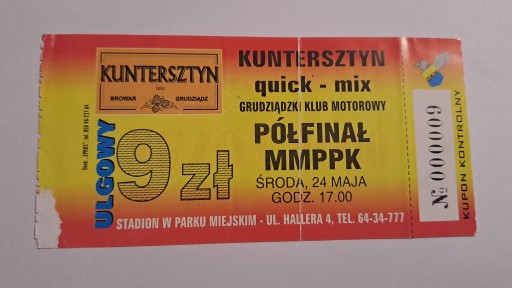 KUNTERSZTYN
BROWAR GRUDZIĄDZ
KUNTERSZTYN
quick - mix
GRUDZIĄDZKI KLUB MOTOROWY
PÓŁFINAŁ
MMPPK
ŚRODA, 24 MAJA
GODZ. 17.00
ULGOWY
9 zł
STADION W PARKU MIEJSKIM - UL. HALLERA 4, TEL. 64-34-777
№ 000009
KUPON KONTROLNY